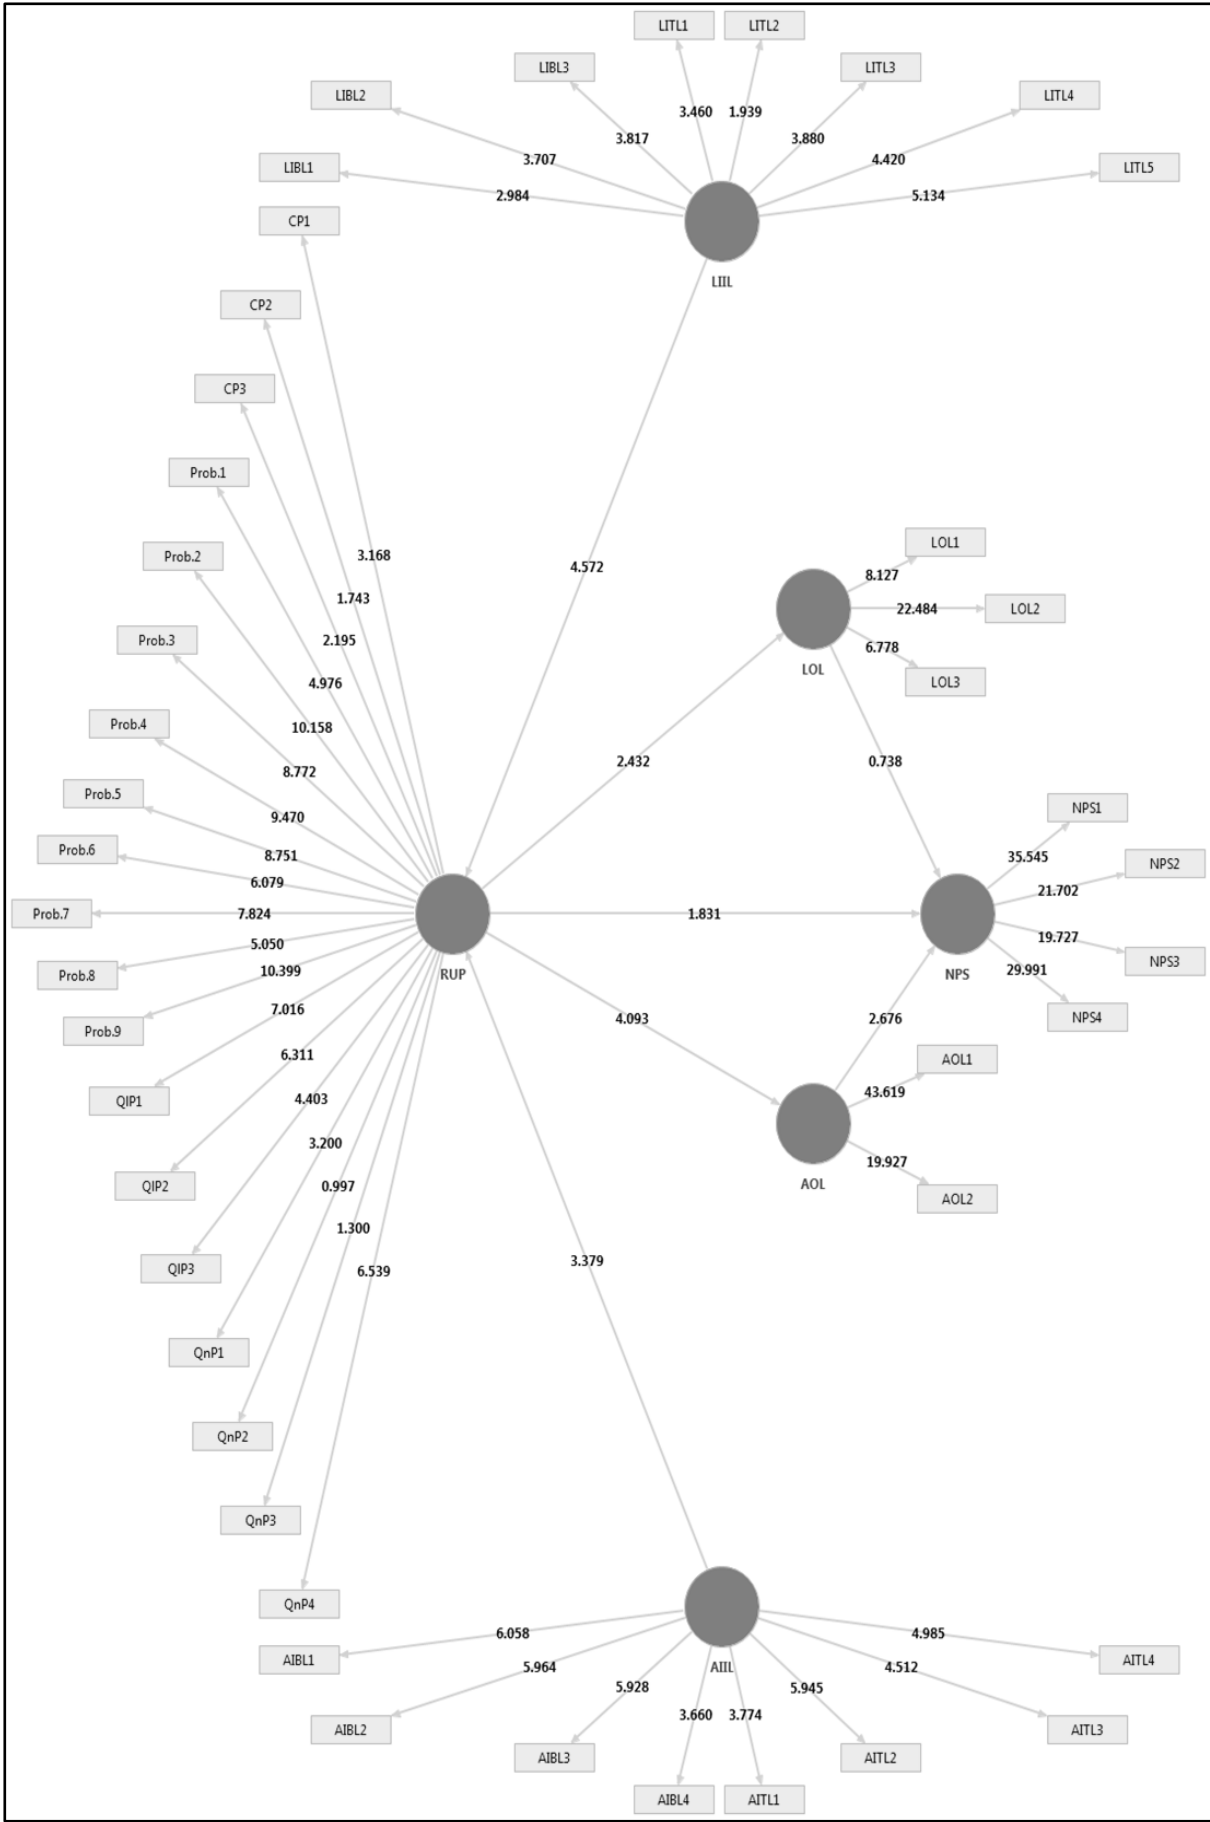 LITL1
LITL2
LIBL3
LITL3
LIBL2
LITL4
3.460
1.939
3.817
3.880
3.707
4.420
LIBL1
LITL5
2.984
5.134
CP1
LIIL
CP2
CP3
Prob.1
LOL1
Prob.2
3.168
4.572
8.127
1.743
22.484
LOL2
Prob.3
2.195
6.778
LOL
4.976
LOL3
Prob.4
10.158
8.772
2.432
0.738
Prob.5
9.470
NPS1
Prob.6
8.751
35.545
NPS2
6.079
21.702
Prob.7
7.824
1.831
5.050
19.727
Prob.8
10.399
RUP
NPS
29.991
NPS3
7.016
4.093
2.676
NPS4
Prob.9
6.311
AOL1
QIP1
4.403
43.619
3.200
19.927
QIP2
0.997
AOL
AOL2
1.300
QIP3
6.539
3.379
QnP1
QnP2
QnP3
QnP4
6.058
4.985
AIBL1
5.964
AIIL
4.512
AITL4
5.928
5.945
3.660
3.774
AIBL2
AITL3
AIBL3
AITL2
AIBL4
AITL1